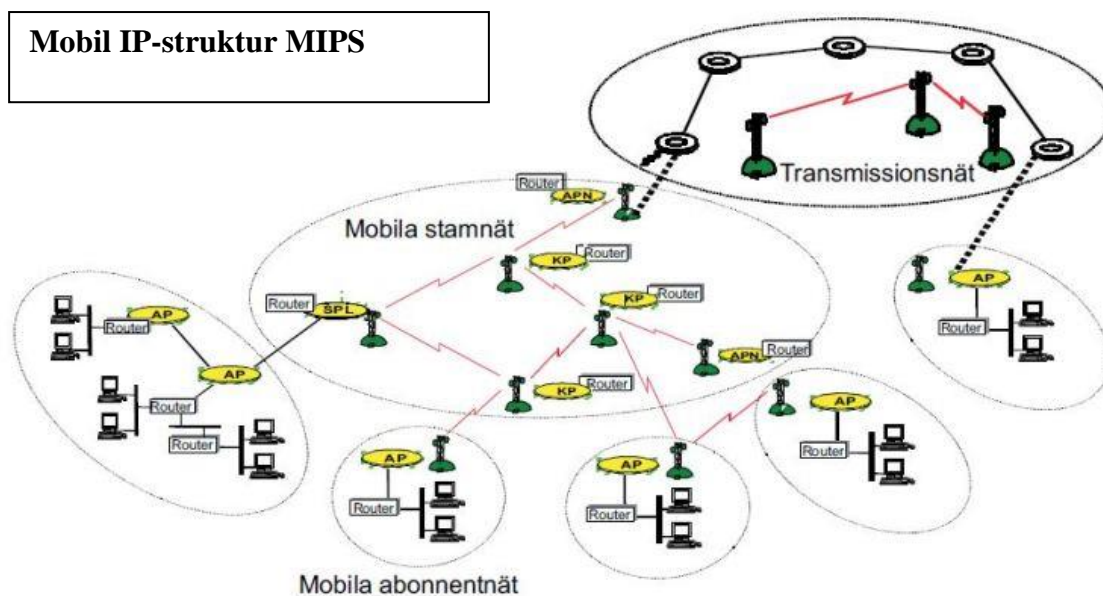 Mobil IP-struktur MIPS
Transmissionsnät
Router
APN
Mobila stamnät
KP
Router
Router
SPL
KP
Router
AP
Router
AP
Router
APN
Router
AP
Router
KP
Router
AP
Router
Router
AP
Router
AP
Router
AP
Router
Mobila abonnentnät